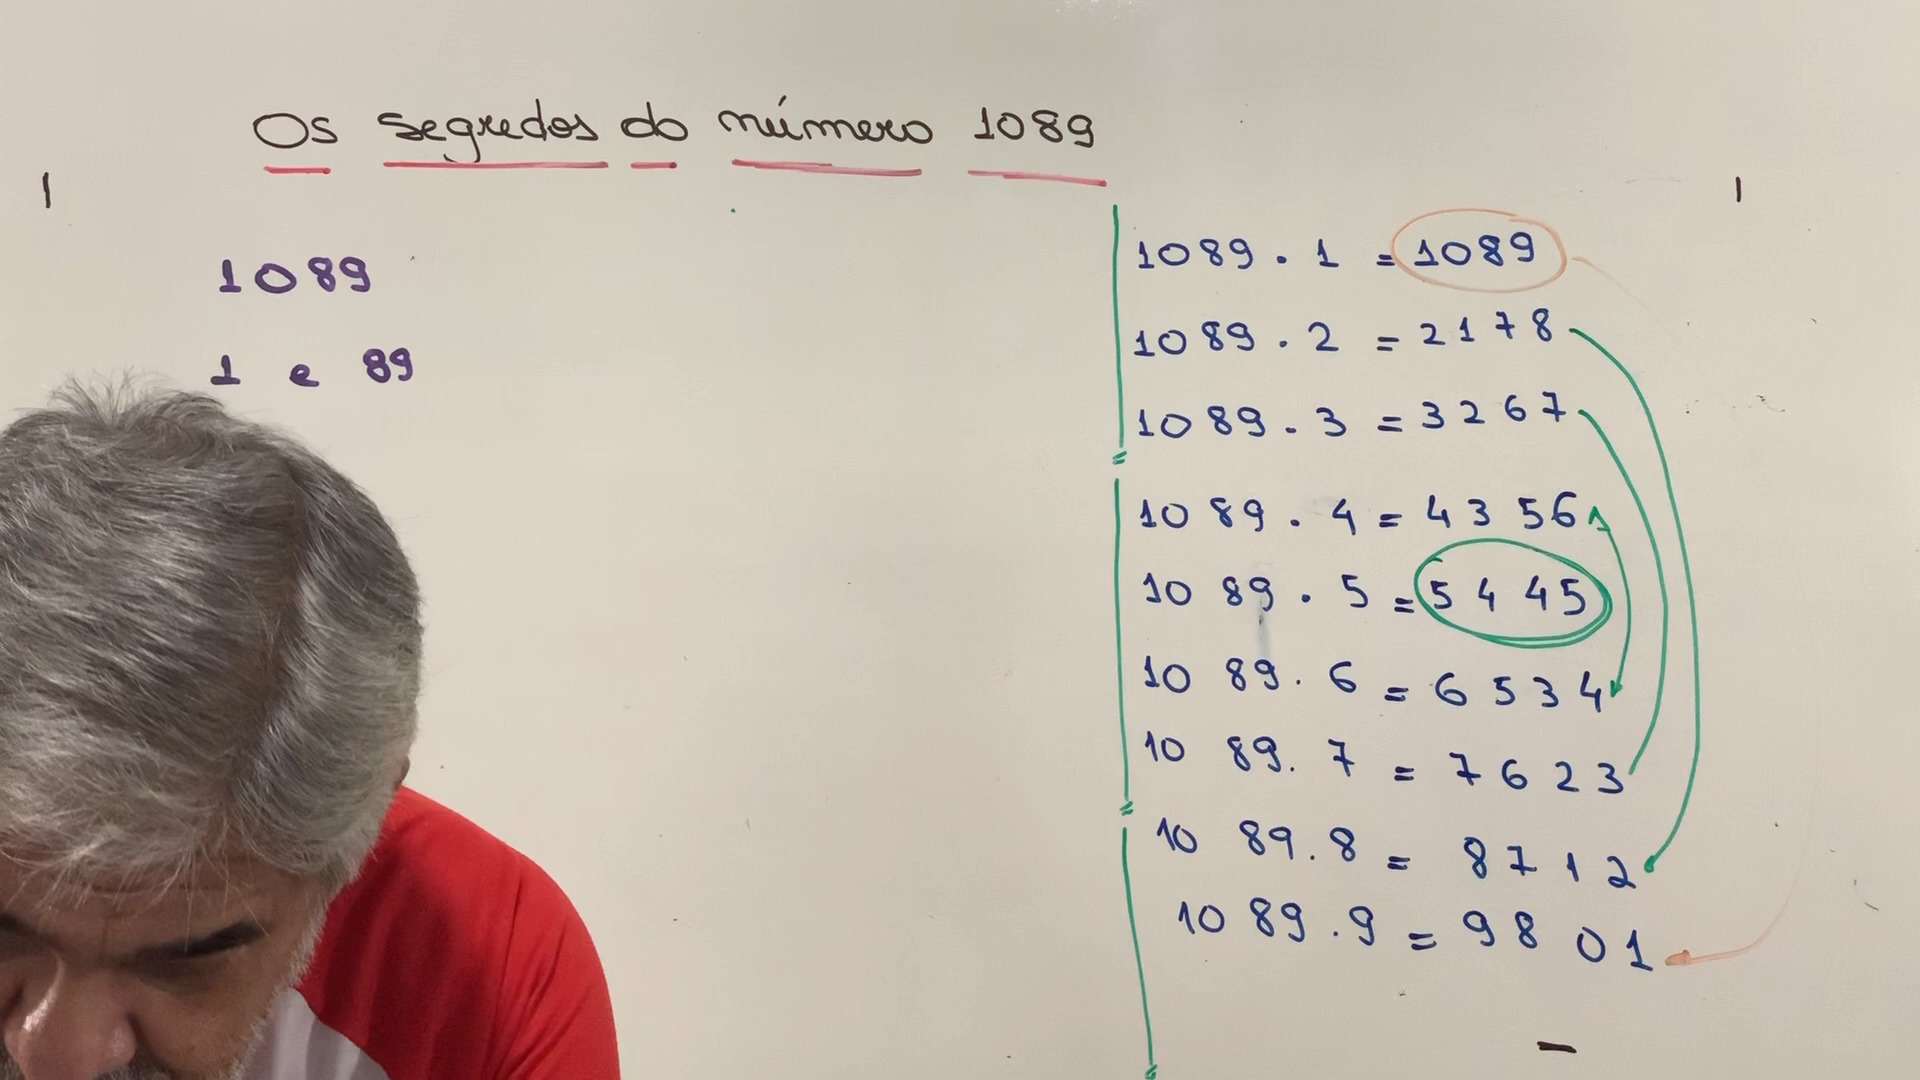 Os segredos do número 1089
1089
1 e 89
1089 . 1 = 1089
1089 . 2 = 2178
1089 . 3 = 3267
1089 . 4 = 4356
1089 . 5 = 5445
1089 . 6 = 6534
1089 . 7 = 7623
1089 . 8 = 8712
1089 . 9 = 9801